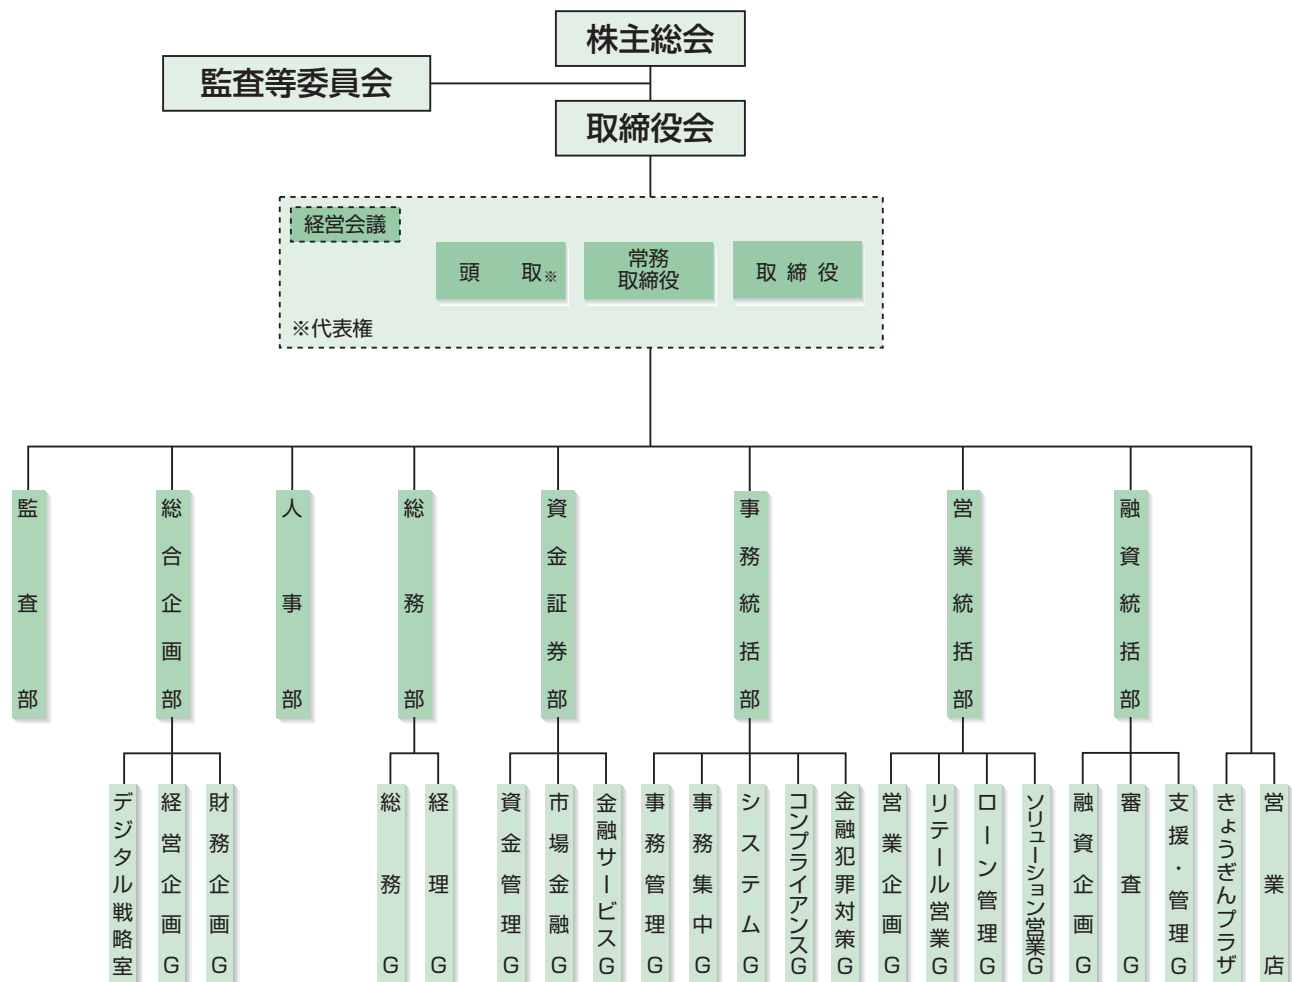 株主総会
監査等委員会
取締役会
経営会議
頭　取※
常務
取締役
取締役
※代表権
監査部
総合企画部
人事部
総務部
資金証券部
事務統括部
営業統括部
融資統括部
デジタル戦略室
経営企画G
財務企画G
総務G
経理G
資金管理G
市場金融G
金融サービスG
事務管理G
事務集中G
システムG
コンプライアンスG
金融犯罪対策G
営業企画G
リテール営業G
ローン管理G
ソリューション営業G
融資企画G
審査G
支援・管理G
きょうぎんプラザ
営業店